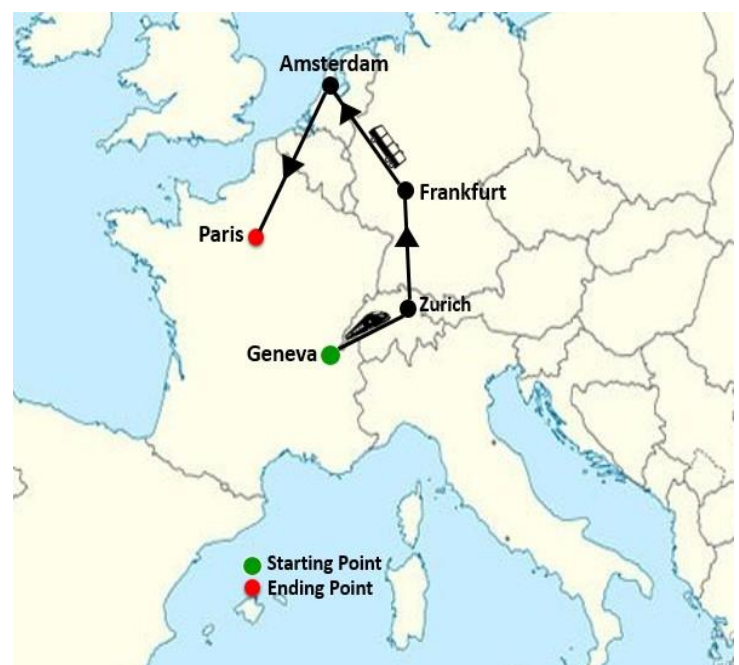 Amsterdam
Frankfurt
Paris
Zurich
Geneva
Starting Point
Ending Point